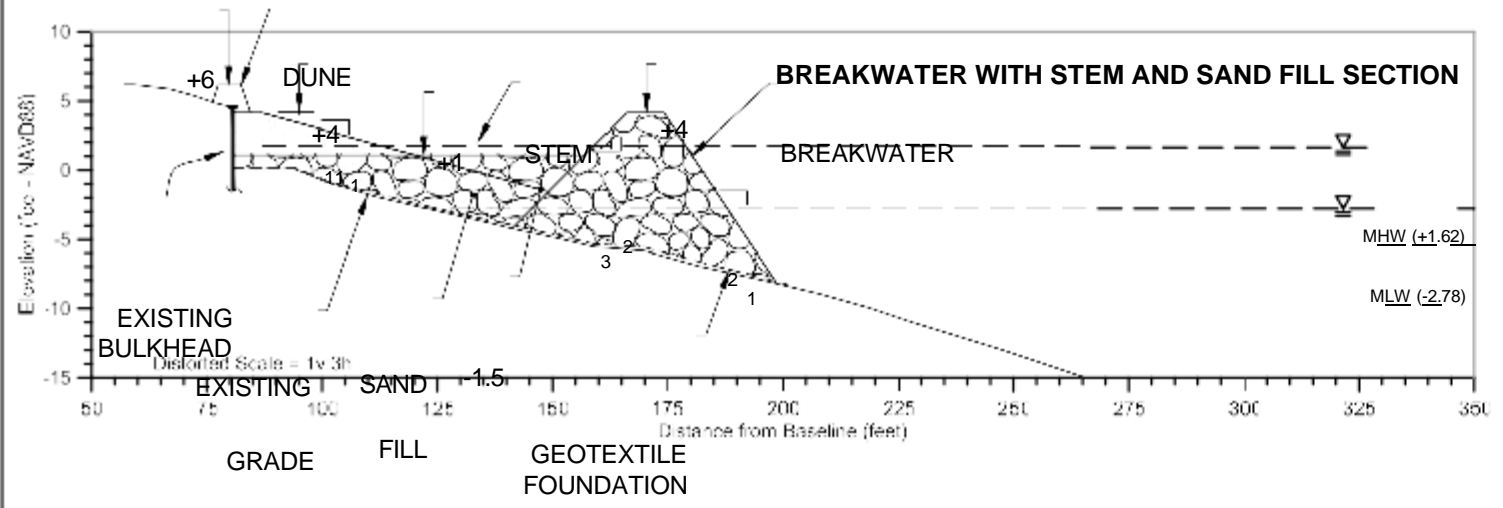 10
+6
DUNE
BREAKWATER WITH STEM AND SAND FILL SECTION
5
+4
+4
+1
STEM
BREAKWATER
0
11
1
-5
2
3
2
1
MHW (+1.62)
MLW (-2.78)
-10
EXISTING
BULKHEAD
Distorted Scale = 1v 3h
-15
EXISTING
SAND
-1.5
50
75
100
125
150
175
200
225
250
275
300
325
350
Distance from Baseline (feet)
GRADE
FILL
GEOTEXTILE
FOUNDATION